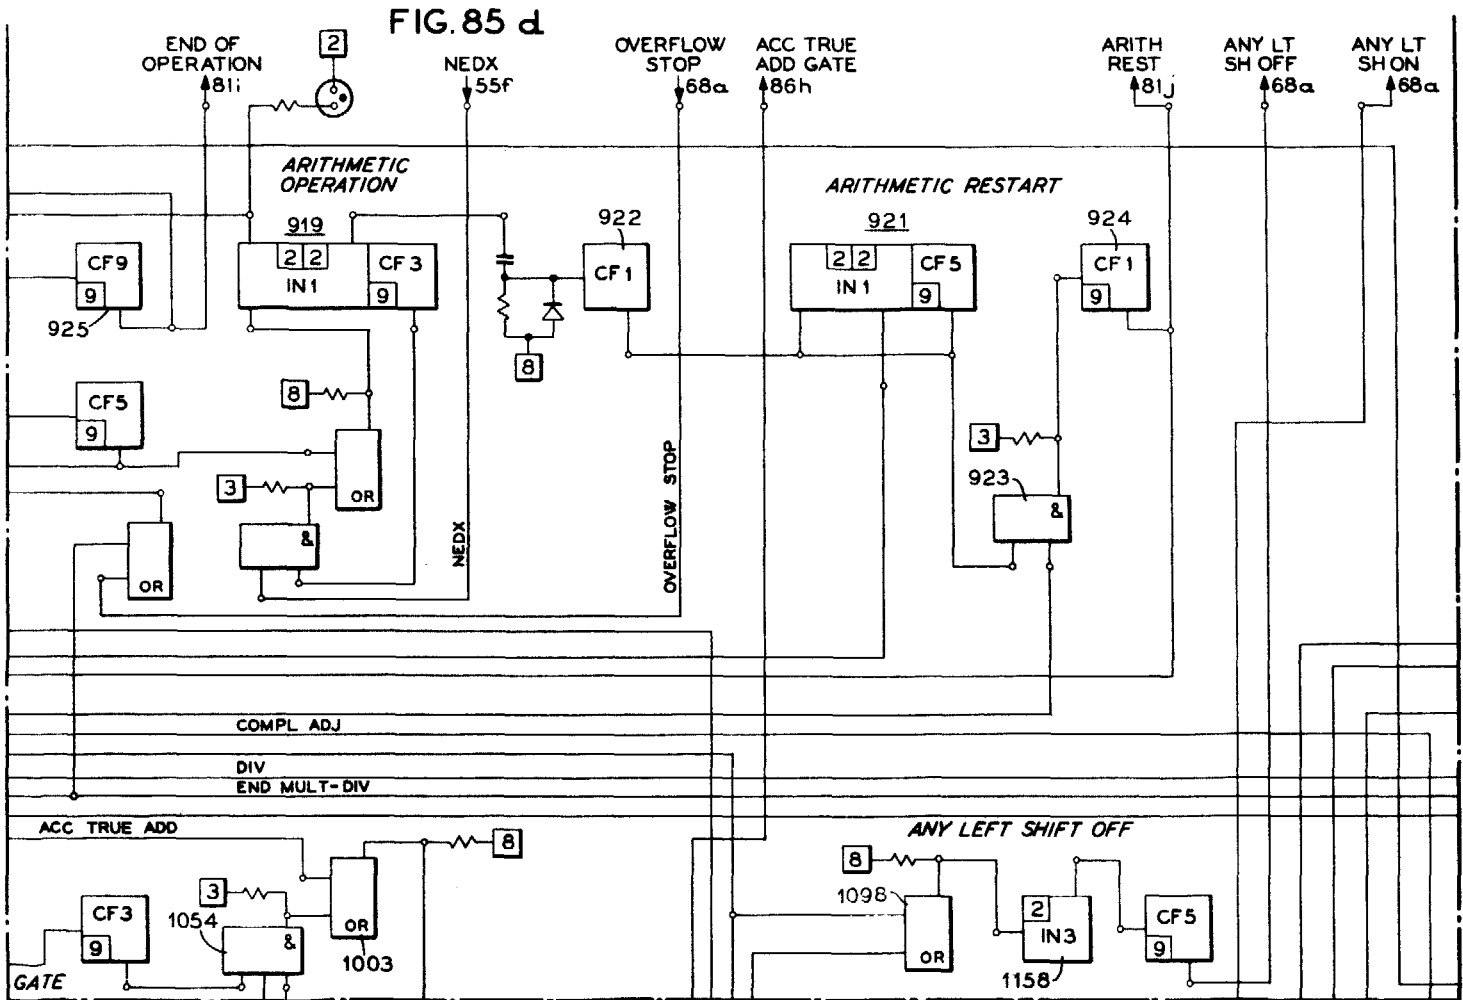 FIG. 85 d
END OF
OPERATION
81i
2
NEDX
55f
OVERFLOW
STOP
68a
ACC TRUE
ADD GATE
86h
ARITH
REST
81j
ANY LT
SH OFF
68a
ANY LT
SH ON
68a
ARITHMETIC
OPERATION
ARITHMETIC RESTART
919
922
921
924
CF9
9
925
2 2
IN 1
CF 3
9
CF 1
2 2
IN 1
CF 5
9
CF 1
9
8
8
CF5
9
3
OR
3
923
&
&
NEDX
OVERFLOW STOP
OR
COMPL ADJ
DIV
END MULT-DIV
ACC TRUE ADD
8
ANY LEFT SHIFT OFF
8
3
1098
CF3
9
1054
&
OR
1003
2
IN3
1158
CF5
9
OR
GATE